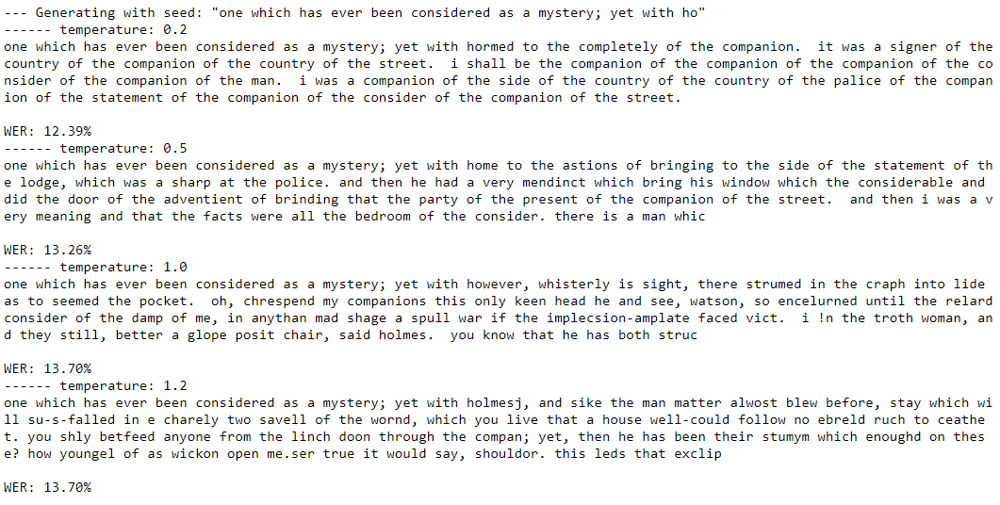 --- Generating with seed: "one which has ever been considered as a mystery; yet with ho"
------ temperature: 0.2
one which has ever been considered as a mystery; yet with hormed to the completely of the companion.  it was a signer of the
country of the companion of the country of the street.  i shall be the companion of the companion of the companion of the co
nsider of the companion of the man.  i was a companion of the side of the country of the country of the palice of the compan
ion of the statement of the companion of the consider of the companion of the street.
WER: 12.39%
------ temperature: 0.5
one which has ever been considered as a mystery; yet with home to the astions of bringing to the side of the statement of th
e lodge, which was a sharp at the police. and then he had a very mendinct which bring his window which the considerable and
did the door of the adventient of brinding that the party of the present of the companion of the street.  and then i was a v
ery meaning and that the facts were all the bedroom of the consider. there is a man whic
WER: 13.26%
------ temperature: 1.0
one which has ever been considered as a mystery; yet with however, whisterly is sight, there strumed in the craph into lide
as to seemed the pocket.  oh, chrespend my companions this only keen head he and see, watson, so encelurned until the relard
consider of the damp of me, in anythan mad shage a spull war if the implecsion-amplate faced vict.  i !n the troth woman, an
d they still, better a glope posit chair, said holmes.  you know that he has both struc
WER: 13.70%
------ temperature: 1.2
one which has ever been considered as a mystery; yet with holmesj, and sike the man matter alwost blew before, stay which wi
ll su-s-falled in e charely two savell of the wornd, which you live that a house well-could follow no ebreld ruch to ceathe
t. you shly betfeed anyone from the linch doon through the compan; yet, then he has been their stumym which enoughd on thes
e? how youngel of as wickon open me.ser true it would say, shouldor. this leds that exclip
WER: 13.70%